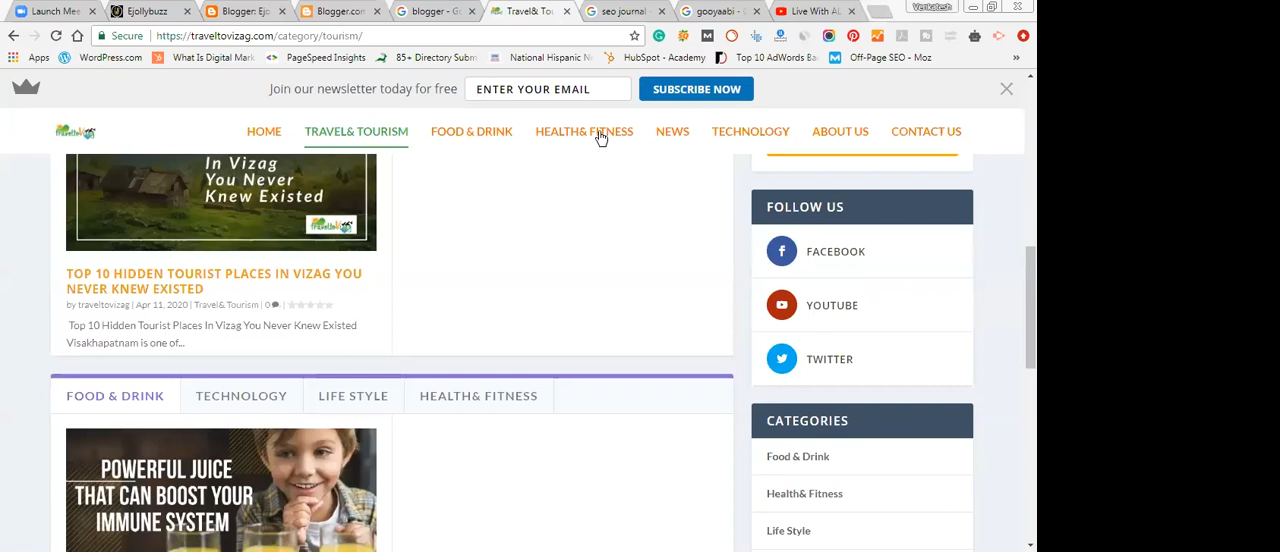 Launch Mee
Ejollybuzz
Blogger: Ejo
Blogger.com
blogger - Go
Travel& Tou
seo journal -
gooyaabi - G
Live With AL
Venkatesh
Secure https://traveltovizag.com/category/tourism/
Apps WordPress.com What Is Digital Mark PageSpeed Insights 85+ Directory Subm National Hispanic Ne HubSpot - Academy Top 10 AdWords Ba Off-Page SEO - Moz »
Join our newsletter today for free ENTER YOUR EMAIL SUBSCRIBE NOW
HOME TRAVEL& TOURISM FOOD & DRINK HEALTH& FITNESS NEWS TECHNOLOGY ABOUT US CONTACT US
In Vizag
You Never
Knew Existed
TOP 10 HIDDEN TOURIST PLACES IN VIZAG YOU
NEVER KNEW EXISTED
by traveltovizag | Apr 11, 2020 | Travel& Tourism | 0 |
Top 10 Hidden Tourist Places In Vizag You Never Knew Existed
Visakhapatnam is one of...
FOOD & DRINK TECHNOLOGY LIFE STYLE HEALTH& FITNESS
POWERFUL JUICE
THAT CAN BOOST YOUR
IMMUNE SYSTEM
FOLLOW US
FACEBOOK
YOUTUBE
TWITTER
CATEGORIES
Food & Drink
Health& Fitness
Life Style